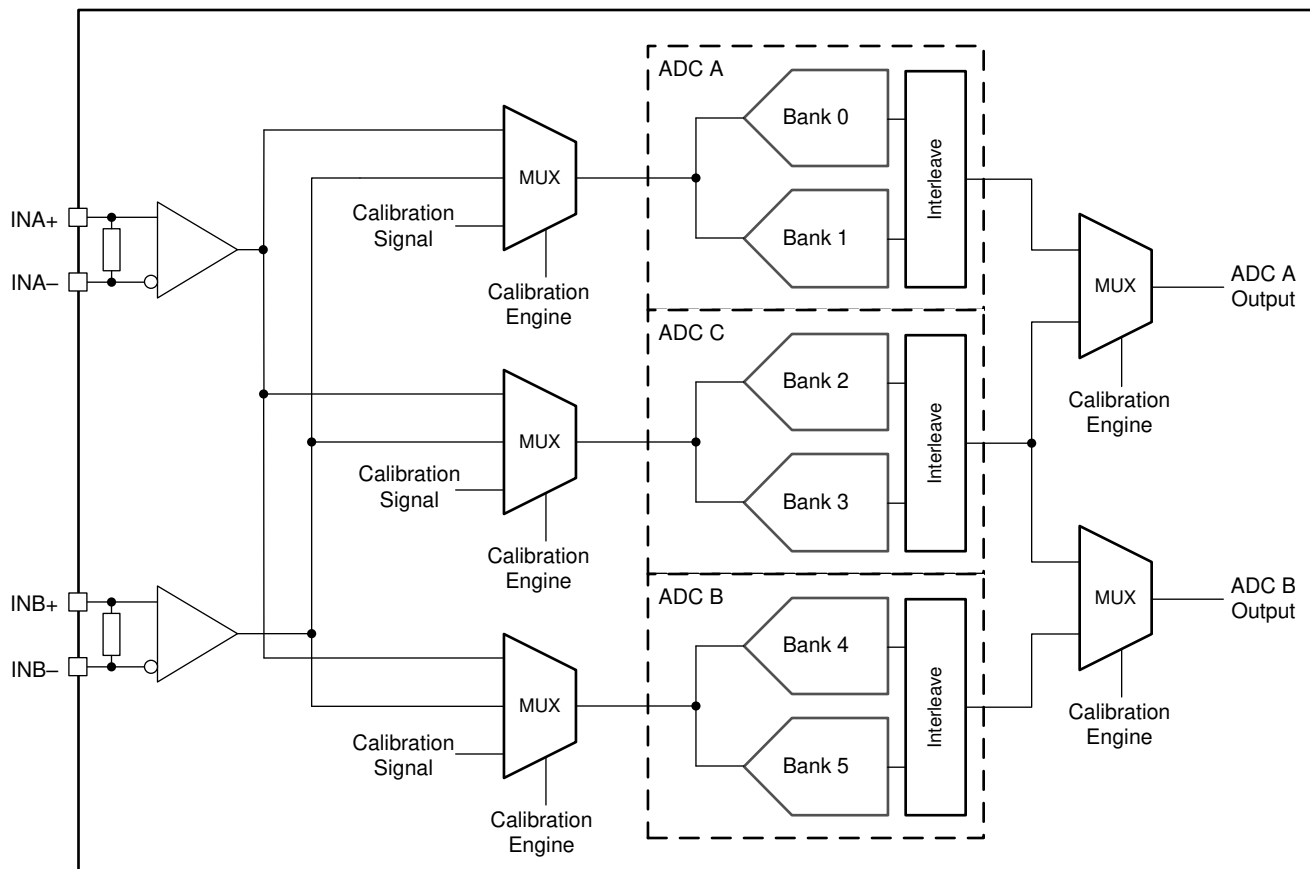 ADC A
Bank 0
Interleave
MUX
Calibration
Signal
INA+
INA–
Bank 1
Calibration
Engine
MUX
ADC A
Output
ADC C
Bank 2
Interleave
Calibration
Engine
MUX
Calibration
Signal
Bank 3
Calibration
Engine
ADC B
Bank 4
Interleave
INB+
INB–
MUX
ADC B
Output
MUX
Calibration
Signal
Bank 5
Calibration
Engine
Calibration
Engine